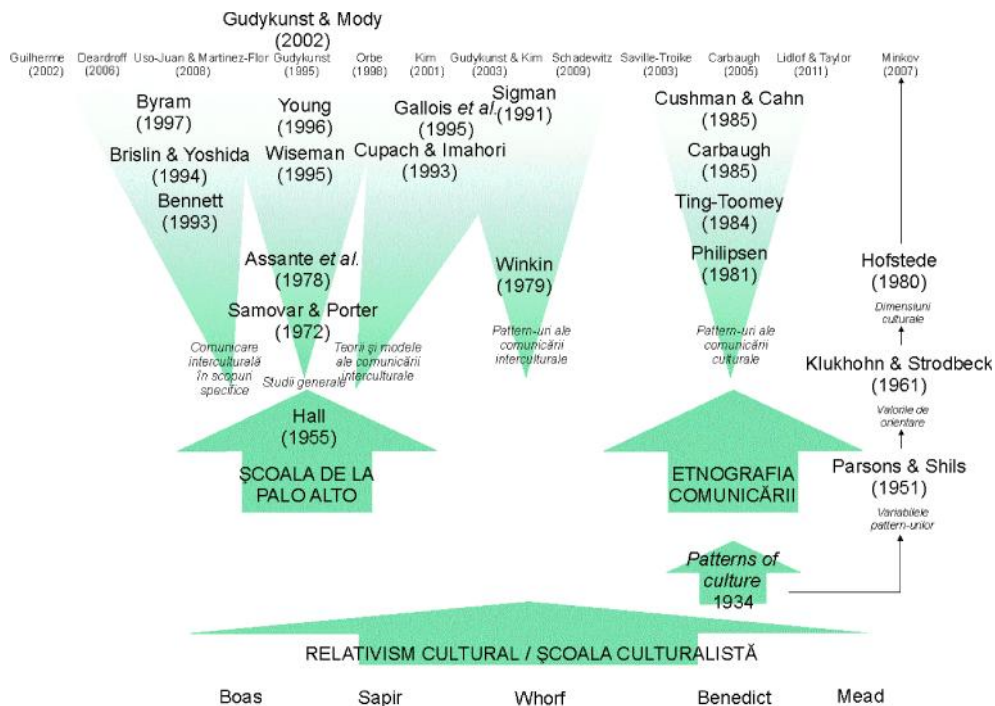 Gudykunst & Mody
(2002)
Guilherme Deardroff Uso-Juan & Martinez-Flor Gudykunst Orbe Kim Gudykunst & Kim Schadewitz Saville-Troike Carbaugh Lidlof & Taylor Minkov
(2002) (2006) (2008) (1995) (1998) (2001) (2003) (2009) (2003) (2005) (2011) (2007)
Byram
(1997)
Brislin & Yoshida
(1994)
Bennett
(1993)
Young
(1996)
Wiseman
(1995)
Assante et al.
(1978)
Samovar & Porter
(1972)
Gallois et al.
(1995)
Cupach & Imahori
(1993)
Sigman
(1991)
Winkin
(1979)
Cushman & Cahn
(1985)
Carbaugh
(1985)
Ting-Toomey
(1984)
Philipsen
(1981)
Hofstede
(1980)
Dimensiuni
culturale
Klukhohn & Strodbeck
(1961)
Valorile de
orientare
Parsons & Shils
(1951)
Variabilele
pattern-urilor
Comunicare
interculturală
în scopuri
specifice
Studii generale
Teorii și modele
ale comunicării
interculturale
Pattern-uri ale
comunicării
interculturale
Pattern-uri ale
comunicării
culturale
Hall
(1955)
ŞCOALA DE LA
PALO ALTO
ETNOGRAFIA
COMUNICĂRII
Patterns of
culture
1934
RELATIVISM CULTURAL / ŞCOALA CULTURALISTĂ
Boas Sapir Whorf Benedict Mead